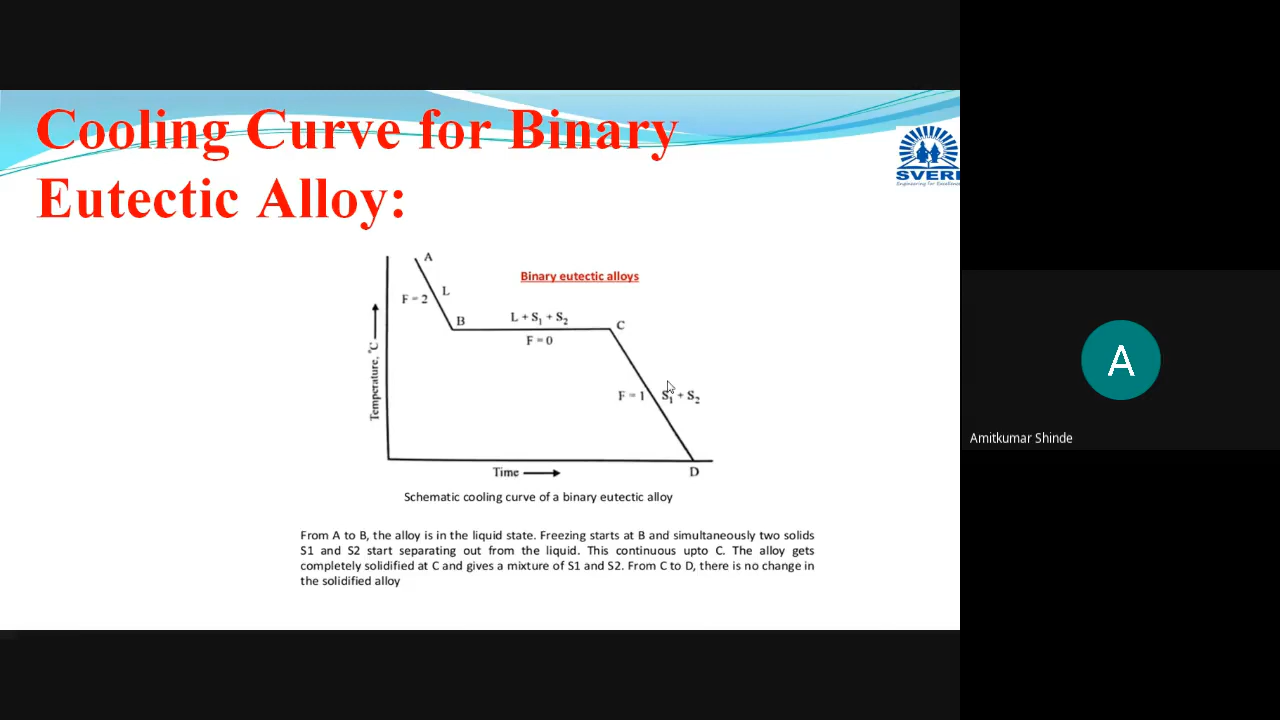 Cooling Curve for Binary
Eutectic Alloy:
SVERI
Engineering for Excellence
A
Binary eutectic alloys
L
F = 2
B
L + S₁ + S₂
C
F = 0
Temperature, °C
F = 1
S₁ + S₂
Time
D
Schematic cooling curve of a binary eutectic alloy
From A to B, the alloy is in the liquid state. Freezing starts at B and simultaneously two solids
S1 and S2 start separating out from the liquid. This continuous upto C. The alloy gets
completely solidified at C and gives a mixture of S1 and S2. From C to D, there is no change in
the solidified alloy
A
Amitkumar Shinde